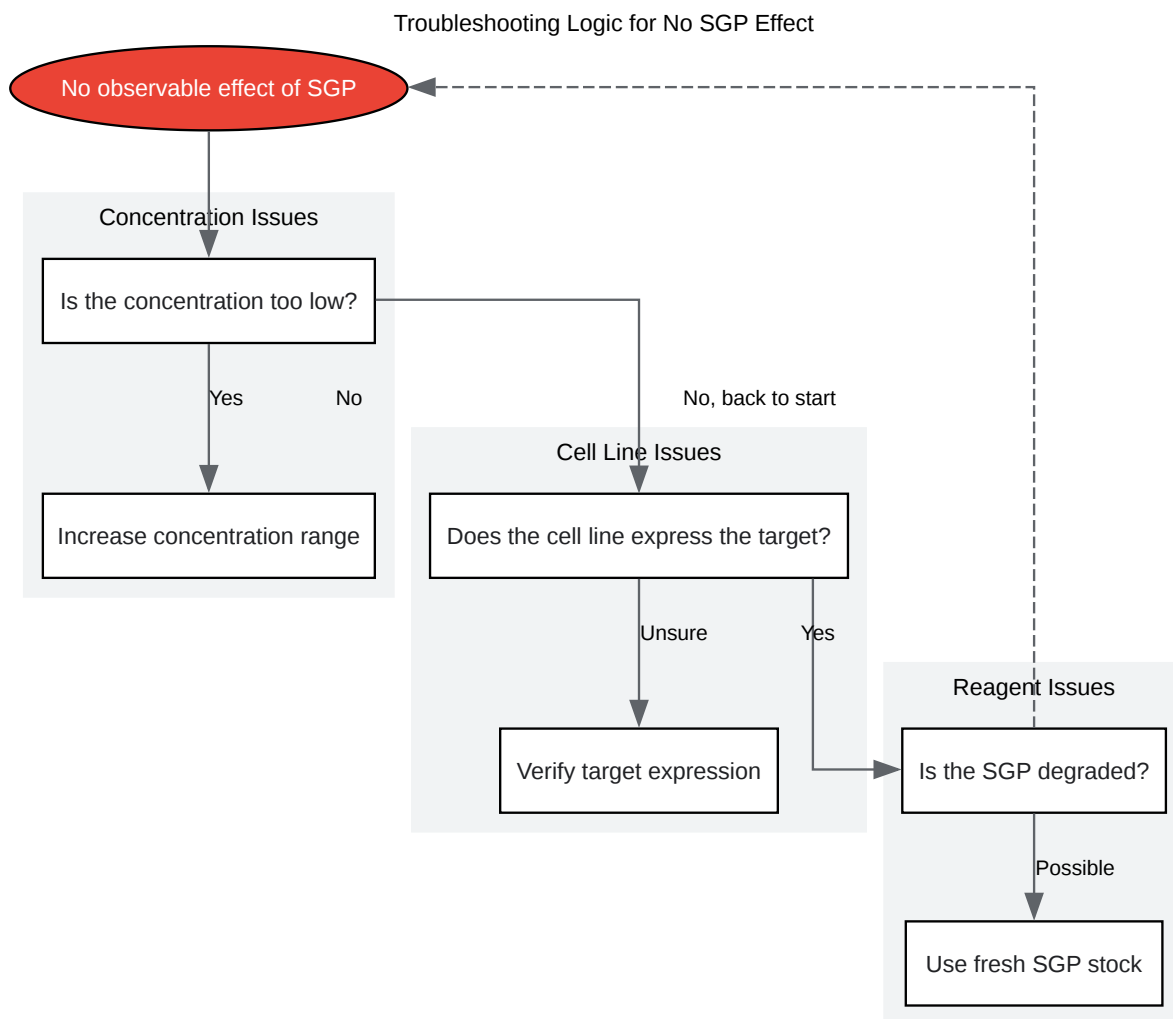 Troubleshooting Logic for No SGP Effect
No observable effect of SGP
Concentration Issues
Is the concentration too low?
Yes
No
No, back to start
Cell Line Issues
Increase concentration range
Does the cell line express the target?
Unsure
Yes
Reagent Issues
Verify target expression
Is the SGP degraded?
Possible
Use fresh SGP stock